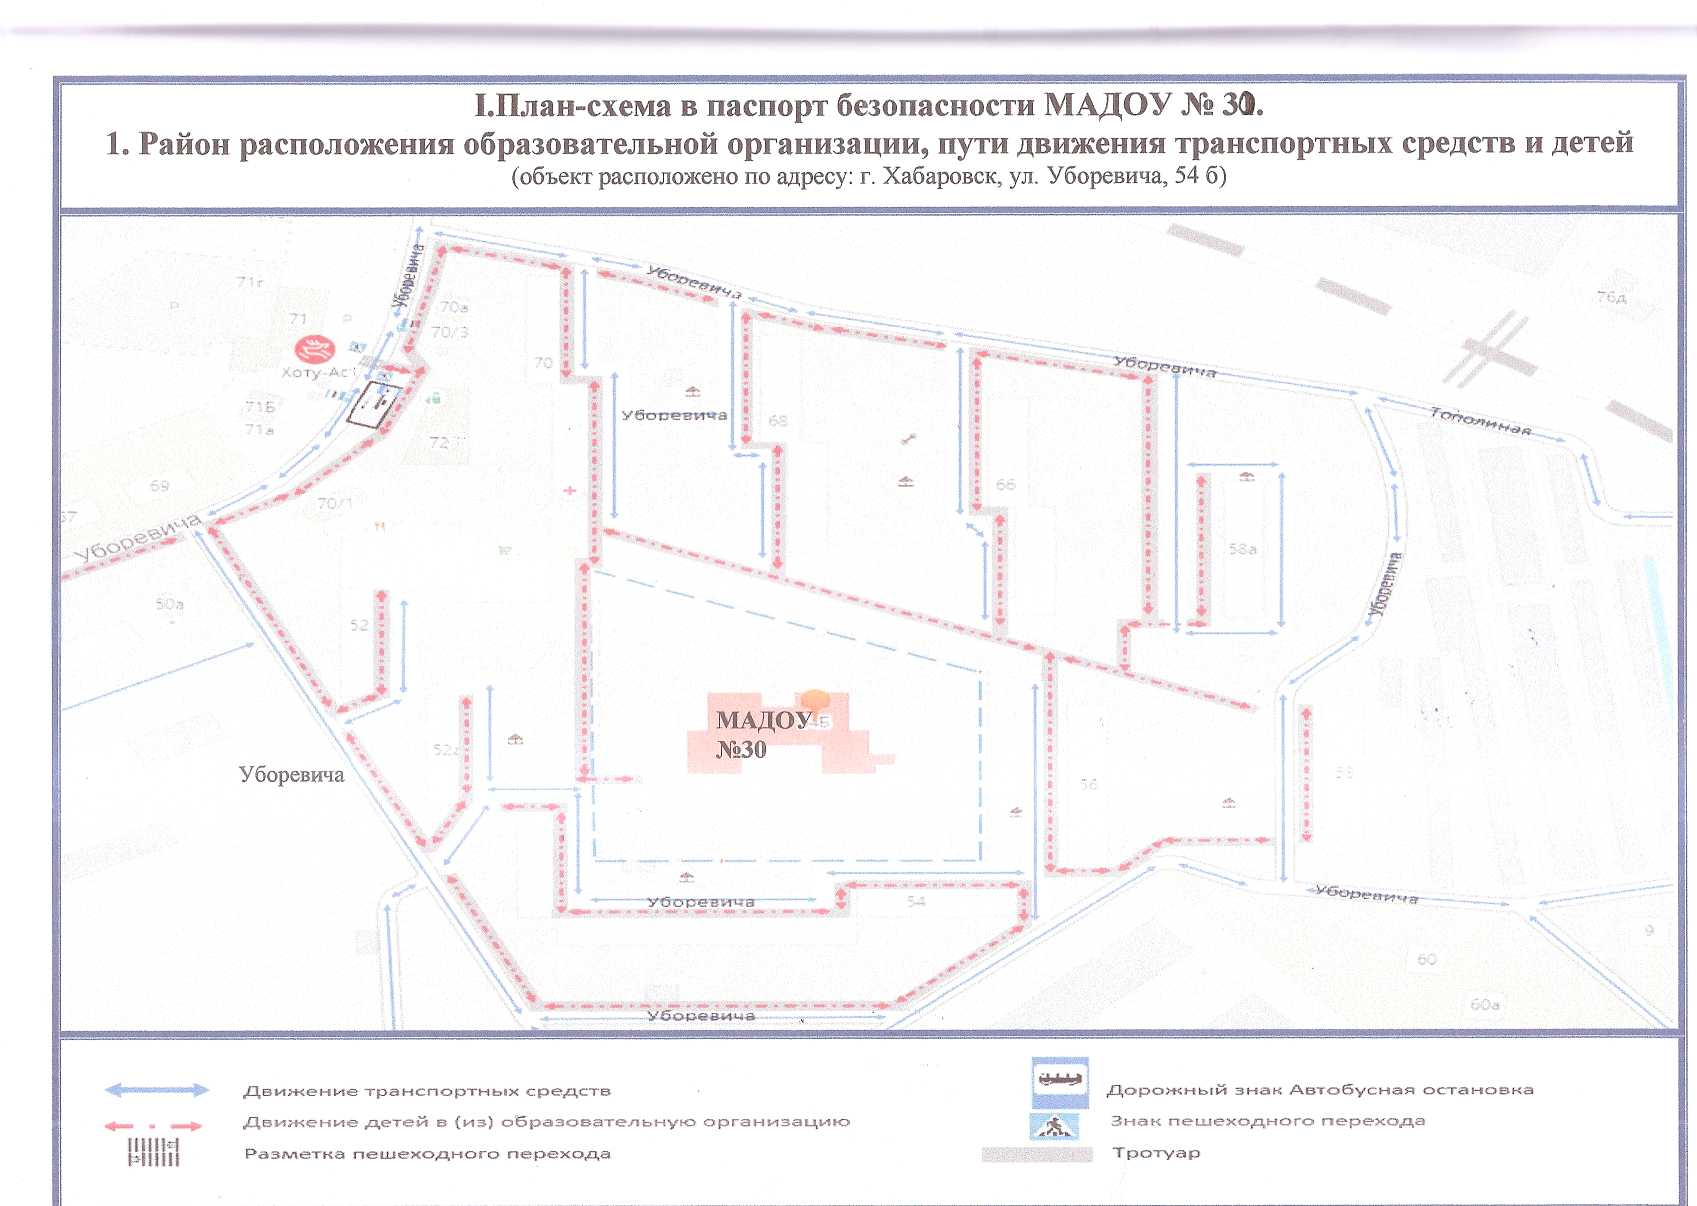 I.План-схема в паспорт безопасности МАДОУ № 30.
1. Район расположения образовательной организации, пути движения транспортных средств и детей
(объект расположено по адресу: г. Хабаровск, ул. Уборевича, 54 б)
Уборевича
Уборевича
71г
76д
P
70а
71
P
70/3
Хоту-Ас
70
Уборевича
71Б
71а
Уборевича
68
Тополиная
72
69
66
67
70/1
Уборевича
58а
Уборевича
50а
52
МАДОУ
№30
52
Уборевича
56
Уборевича
Уборевича
54
9
60
60а
Уборевича
Движение транспортных средств
Дорожный знак Автобусная остановка
Движение детей в (из) образовательную организацию
Знак пешеходного перехода
Разметка пешеходного перехода
Тротуар